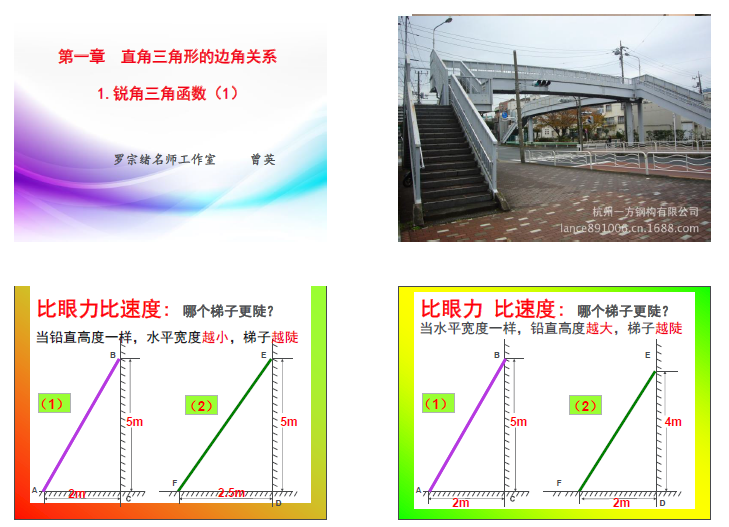 第一章 直角三角形的边角关系
1.锐角三角函数（1）
罗宗绪名师工作室 曾英
杭州一方钢构有限公司
lance891006.cn.1688.com
比眼力比速度：哪个梯子更陡？
当铅直高度一样，水平宽度越小，梯子越陡
B
E
（1）
（2）
5m
5m
A
2m
C
F
2.5m
D
比眼力 比速度：哪个梯子更陡？
当水平宽度一样，铅直高度越大，梯子越陡
B
E
（1）
（2）
5m
4m
A
2m
C
F
2m
D